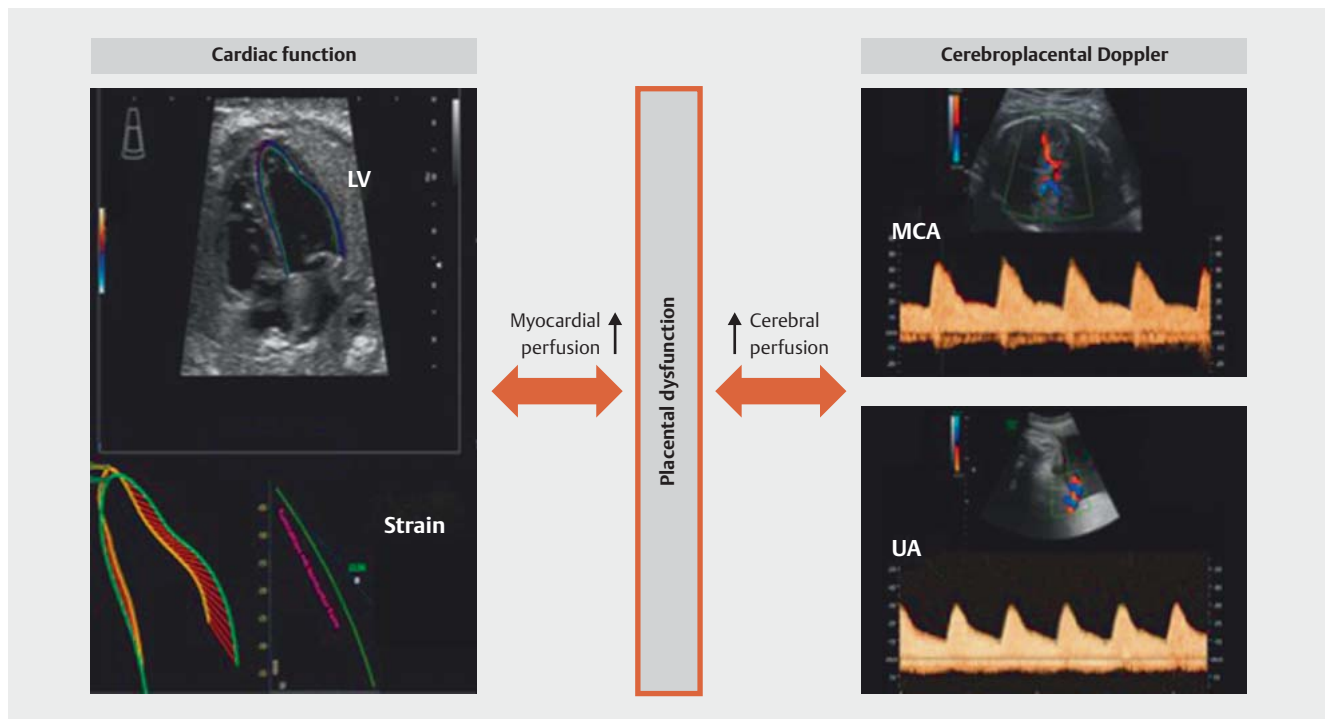 Cardiac function
LV
Strain
Myocardial
perfusion
Placental dysfunction
Cerebral
perfusion
Cerebroplacental Doppler
MCA
UA